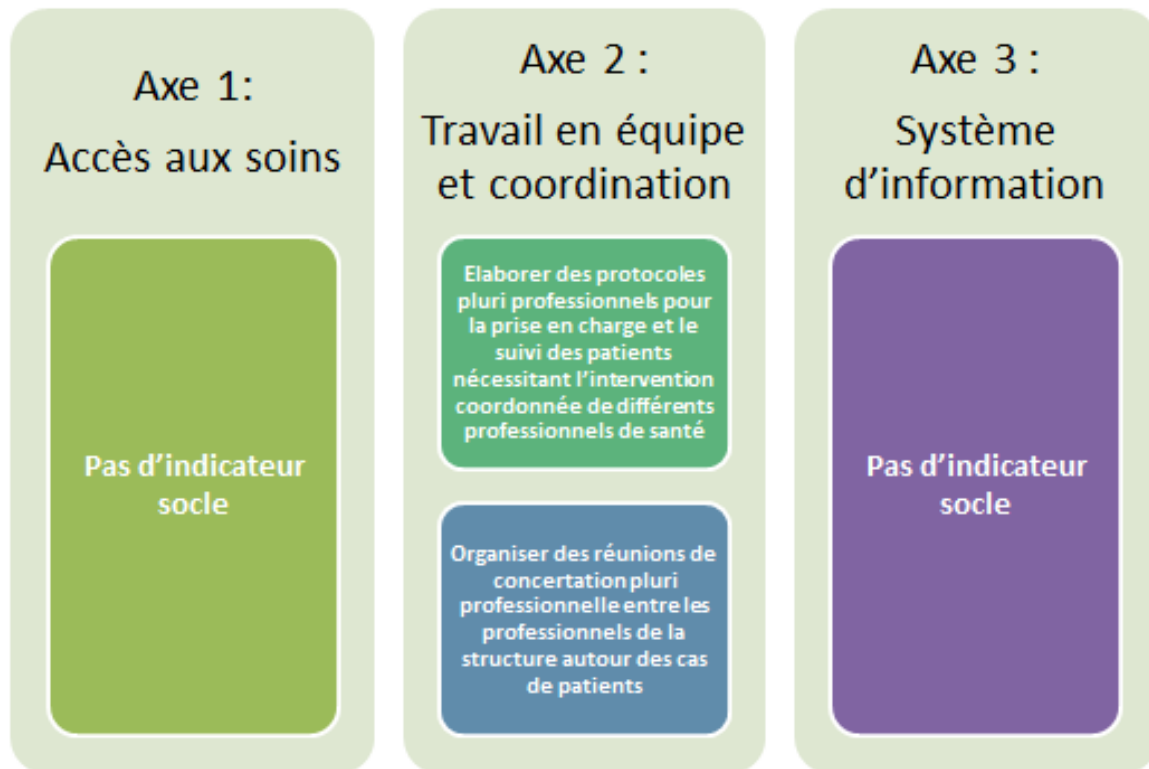 Axe 1:
Accès aux soins
Pas d'indicateur
socle
Axe 2 :
Travail en équipe
et coordination
Elaborer des protocoles
pluri professionnels pour
la prise en charge et le
suivi des patients
nécessitant l'intervention
coordonnée de différents
professionnels de santé
Organiser des réunions de
concertation pluri
professionnelle entre les
professionnels de la
structure autour des cas
de patients
Axe 3 :
Système
d'information
Pas d'indicateur
socle